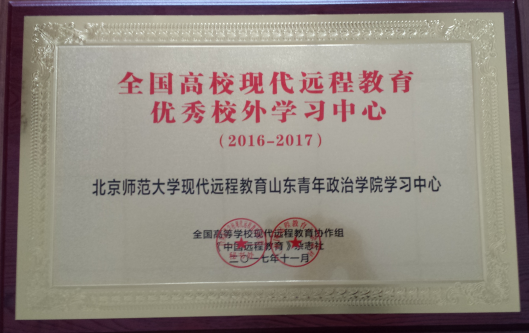 全国高校现代远程教育
优秀校外学习中心
(2016-2017)
北京师范大学现代远程教育山东青年政治学院学习中心
全国高等学校现代远程教育协作组
《中国远程教育》杂志社
二〇一七年十一月